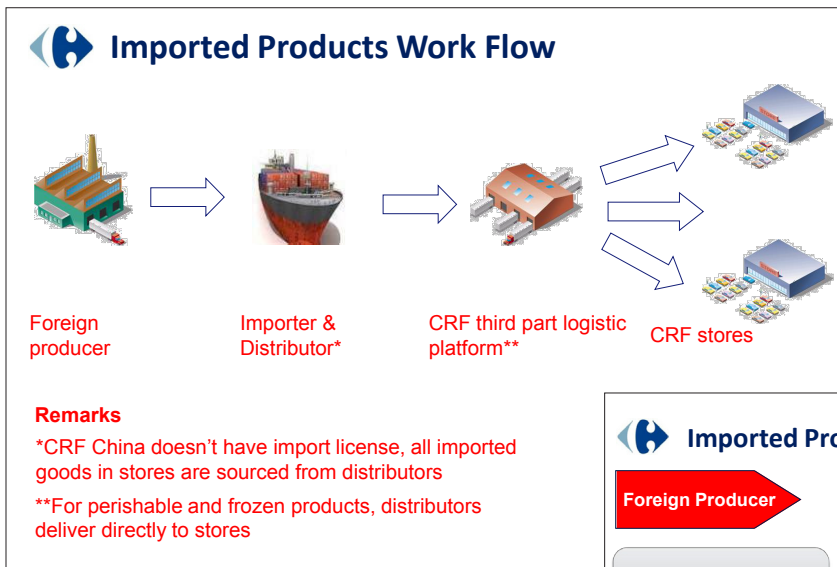 Imported Products Work Flow
Foreign
producer
Importer &
Distributor*
CRF third part logistic
platform**
CRF stores
Remarks
*CRF China doesn't have import license, all imported
goods in stores are sourced from distributors
**For perishable and frozen products, distributors
deliver directly to stores
Imported Pro
Foreign Producer